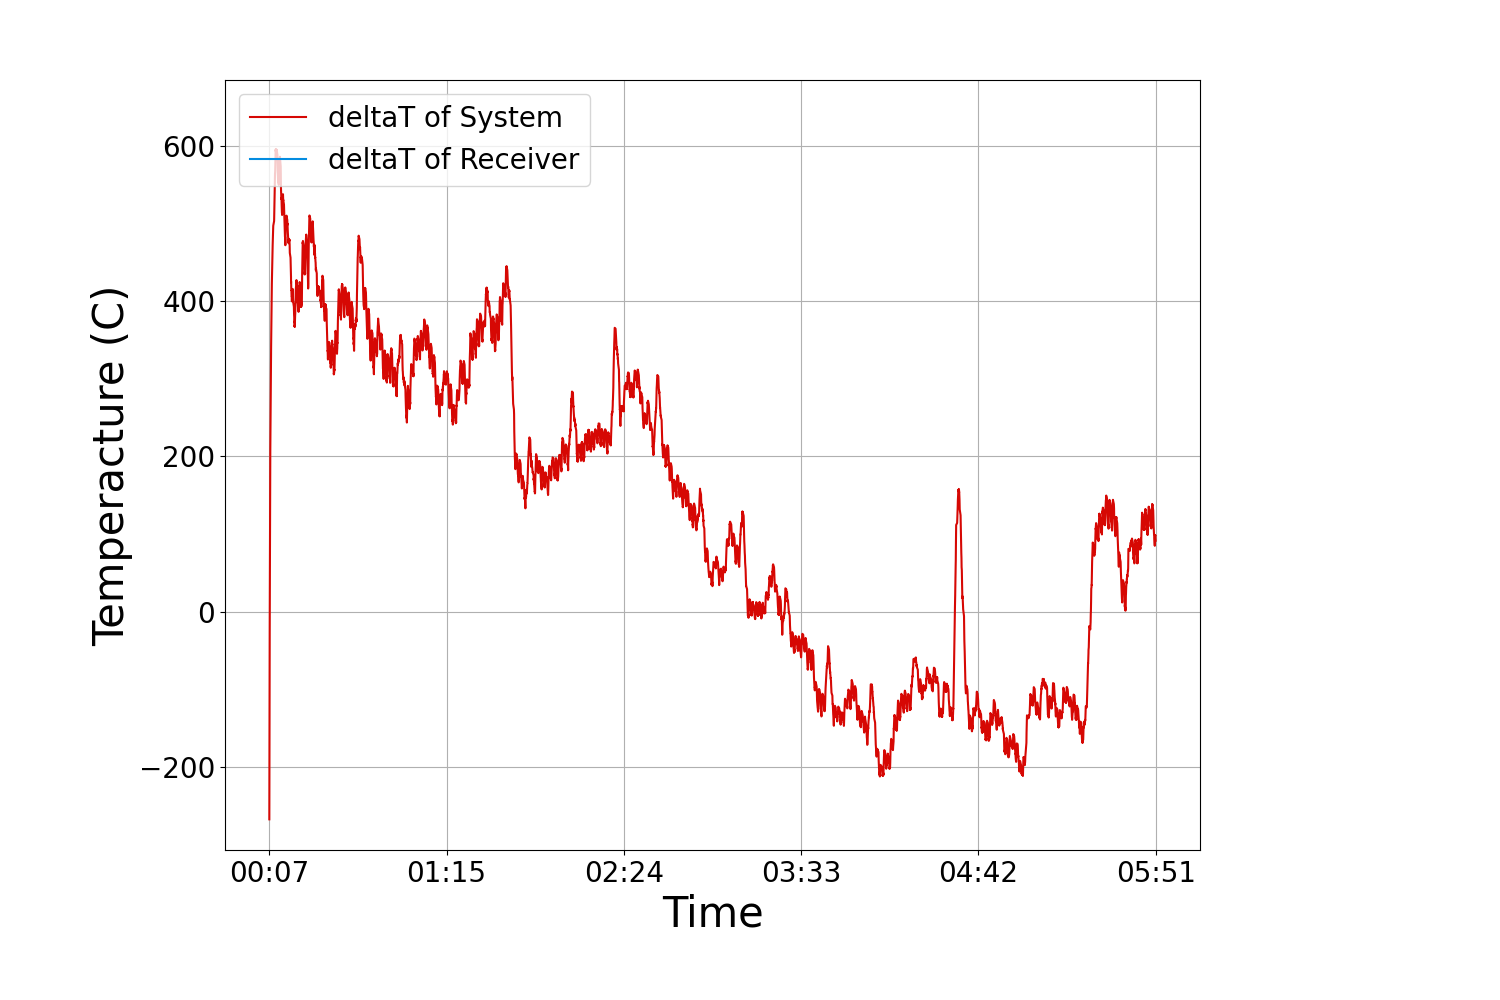 deltaT of System
deltaT of Receiver
600
400
200
0
−200
Temperacture (C)
00:07 01:15 02:24 03:33 04:42 05:51
Time